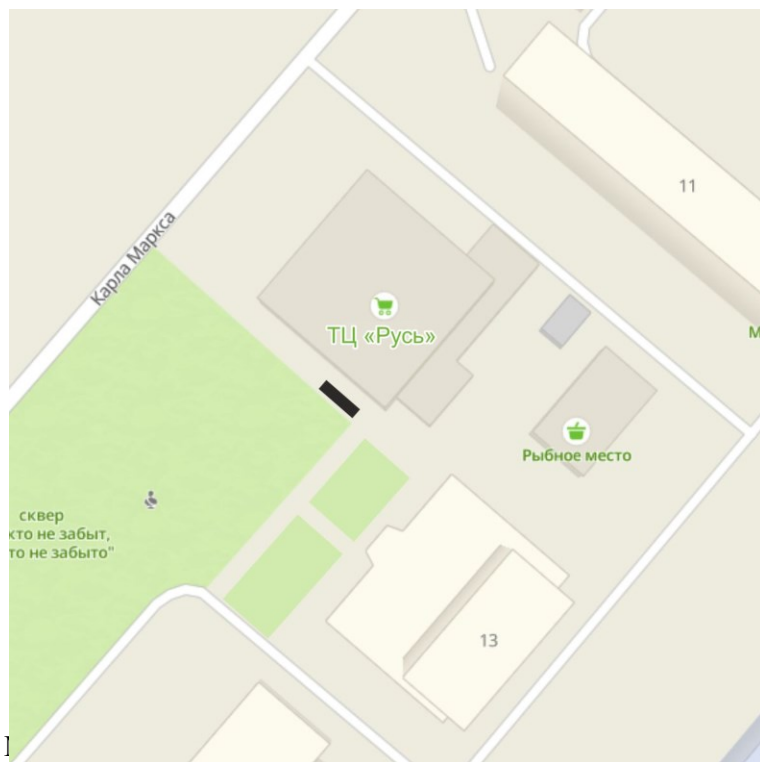 11
Карла Маркса
ТЦ «Русь»
М
Рыбное место
сквер
кто не забыт,
то не забыто"
13